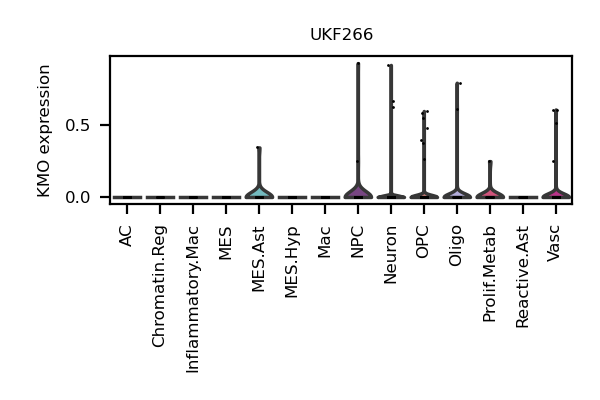 UKF266
KMO expression
0.5
0.0
AC
Chromatin.Reg
Inflammatory.Mac
MES
MES.Ast
MES.Hyp
Mac
NPC
Neuron
OPC
Oligo
Prolif.Metab
Reactive.Ast
Vasc